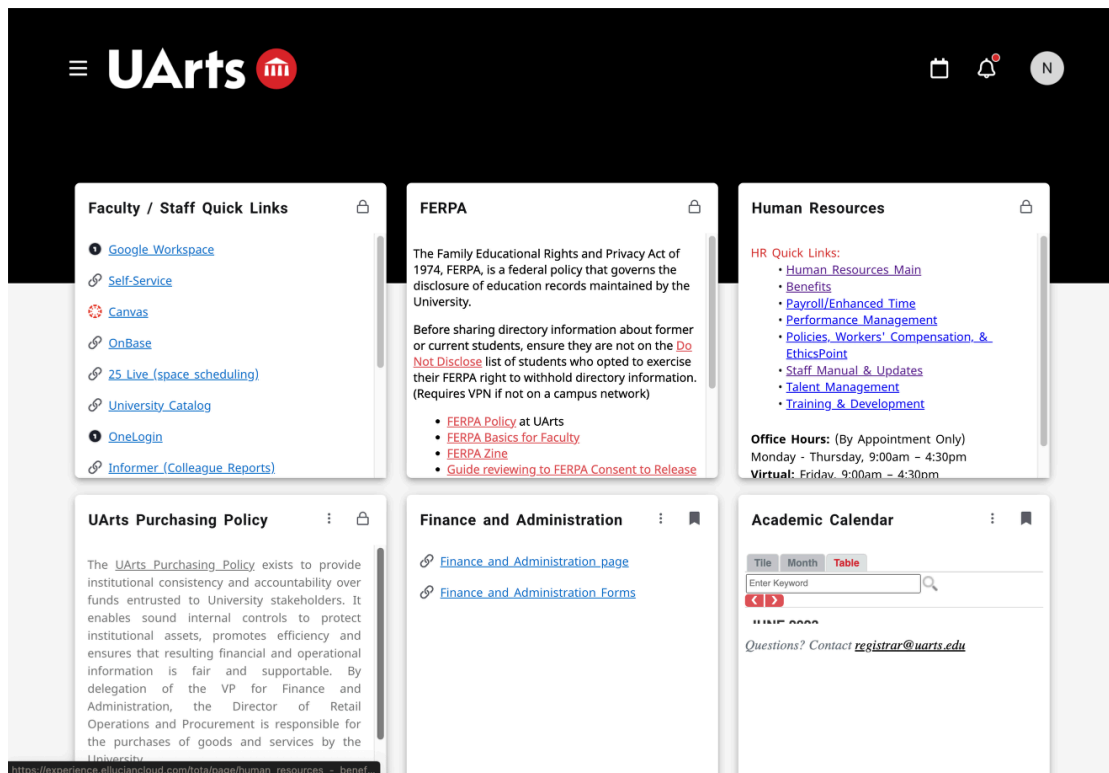 UArts
N
Faculty / Staff Quick Links
Google Workspace
Self-Service
Canvas
OnBase
25 Live (space scheduling)
University Catalog
OneLogin
Informer (Colleague Reports)
FERPA
The Family Educational Rights and Privacy Act of
1974, FERPA, is a federal policy that governs the
disclosure of education records maintained by the
University.
Before sharing directory information about former
or current students, ensure they are not on the Do
Not Disclose list of students who opted to exercise
their FERPA right to withhold directory information.
(Requires VPN if not on a campus network)
• FERPA Policy at UArts
• FERPA Basics for Faculty
• FERPA Zine
• Guide reviewing to FERPA Consent to Release
Human Resources
HR Quick Links:
• Human Resources Main
• Benefits
• Payroll/Enhanced Time
• Performance Management
• Policies, Workers' Compensation, &
EthicsPoint
• Staff Manual & Updates
• Talent Management
• Training & Development
Office Hours: (By Appointment Only)
Monday - Thursday, 9:00am – 4:30pm
Virtual: Friday, 9:00am – 4:30pm
UArts Purchasing Policy
The UArts Purchasing Policy exists to provide
institutional consistency and accountability over
funds entrusted to University stakeholders. It
enables sound internal controls to protect
institutional assets, promotes efficiency and
ensures that resulting financial and operational
information is fair and supportable. By
delegation of the VP for Finance and
Administration, the Director of Retail
Operations and Procurement is responsible for
the purchases of goods and services by the
University.
Finance and Administration
Finance and Administration page
Finance and Administration Forms
Academic Calendar
Tile Month Table
Enter Keyword
Questions? Contact registrar@uarts.edu
https://experience.elluciancloud.com/tota/page/human_resources_-_benef...